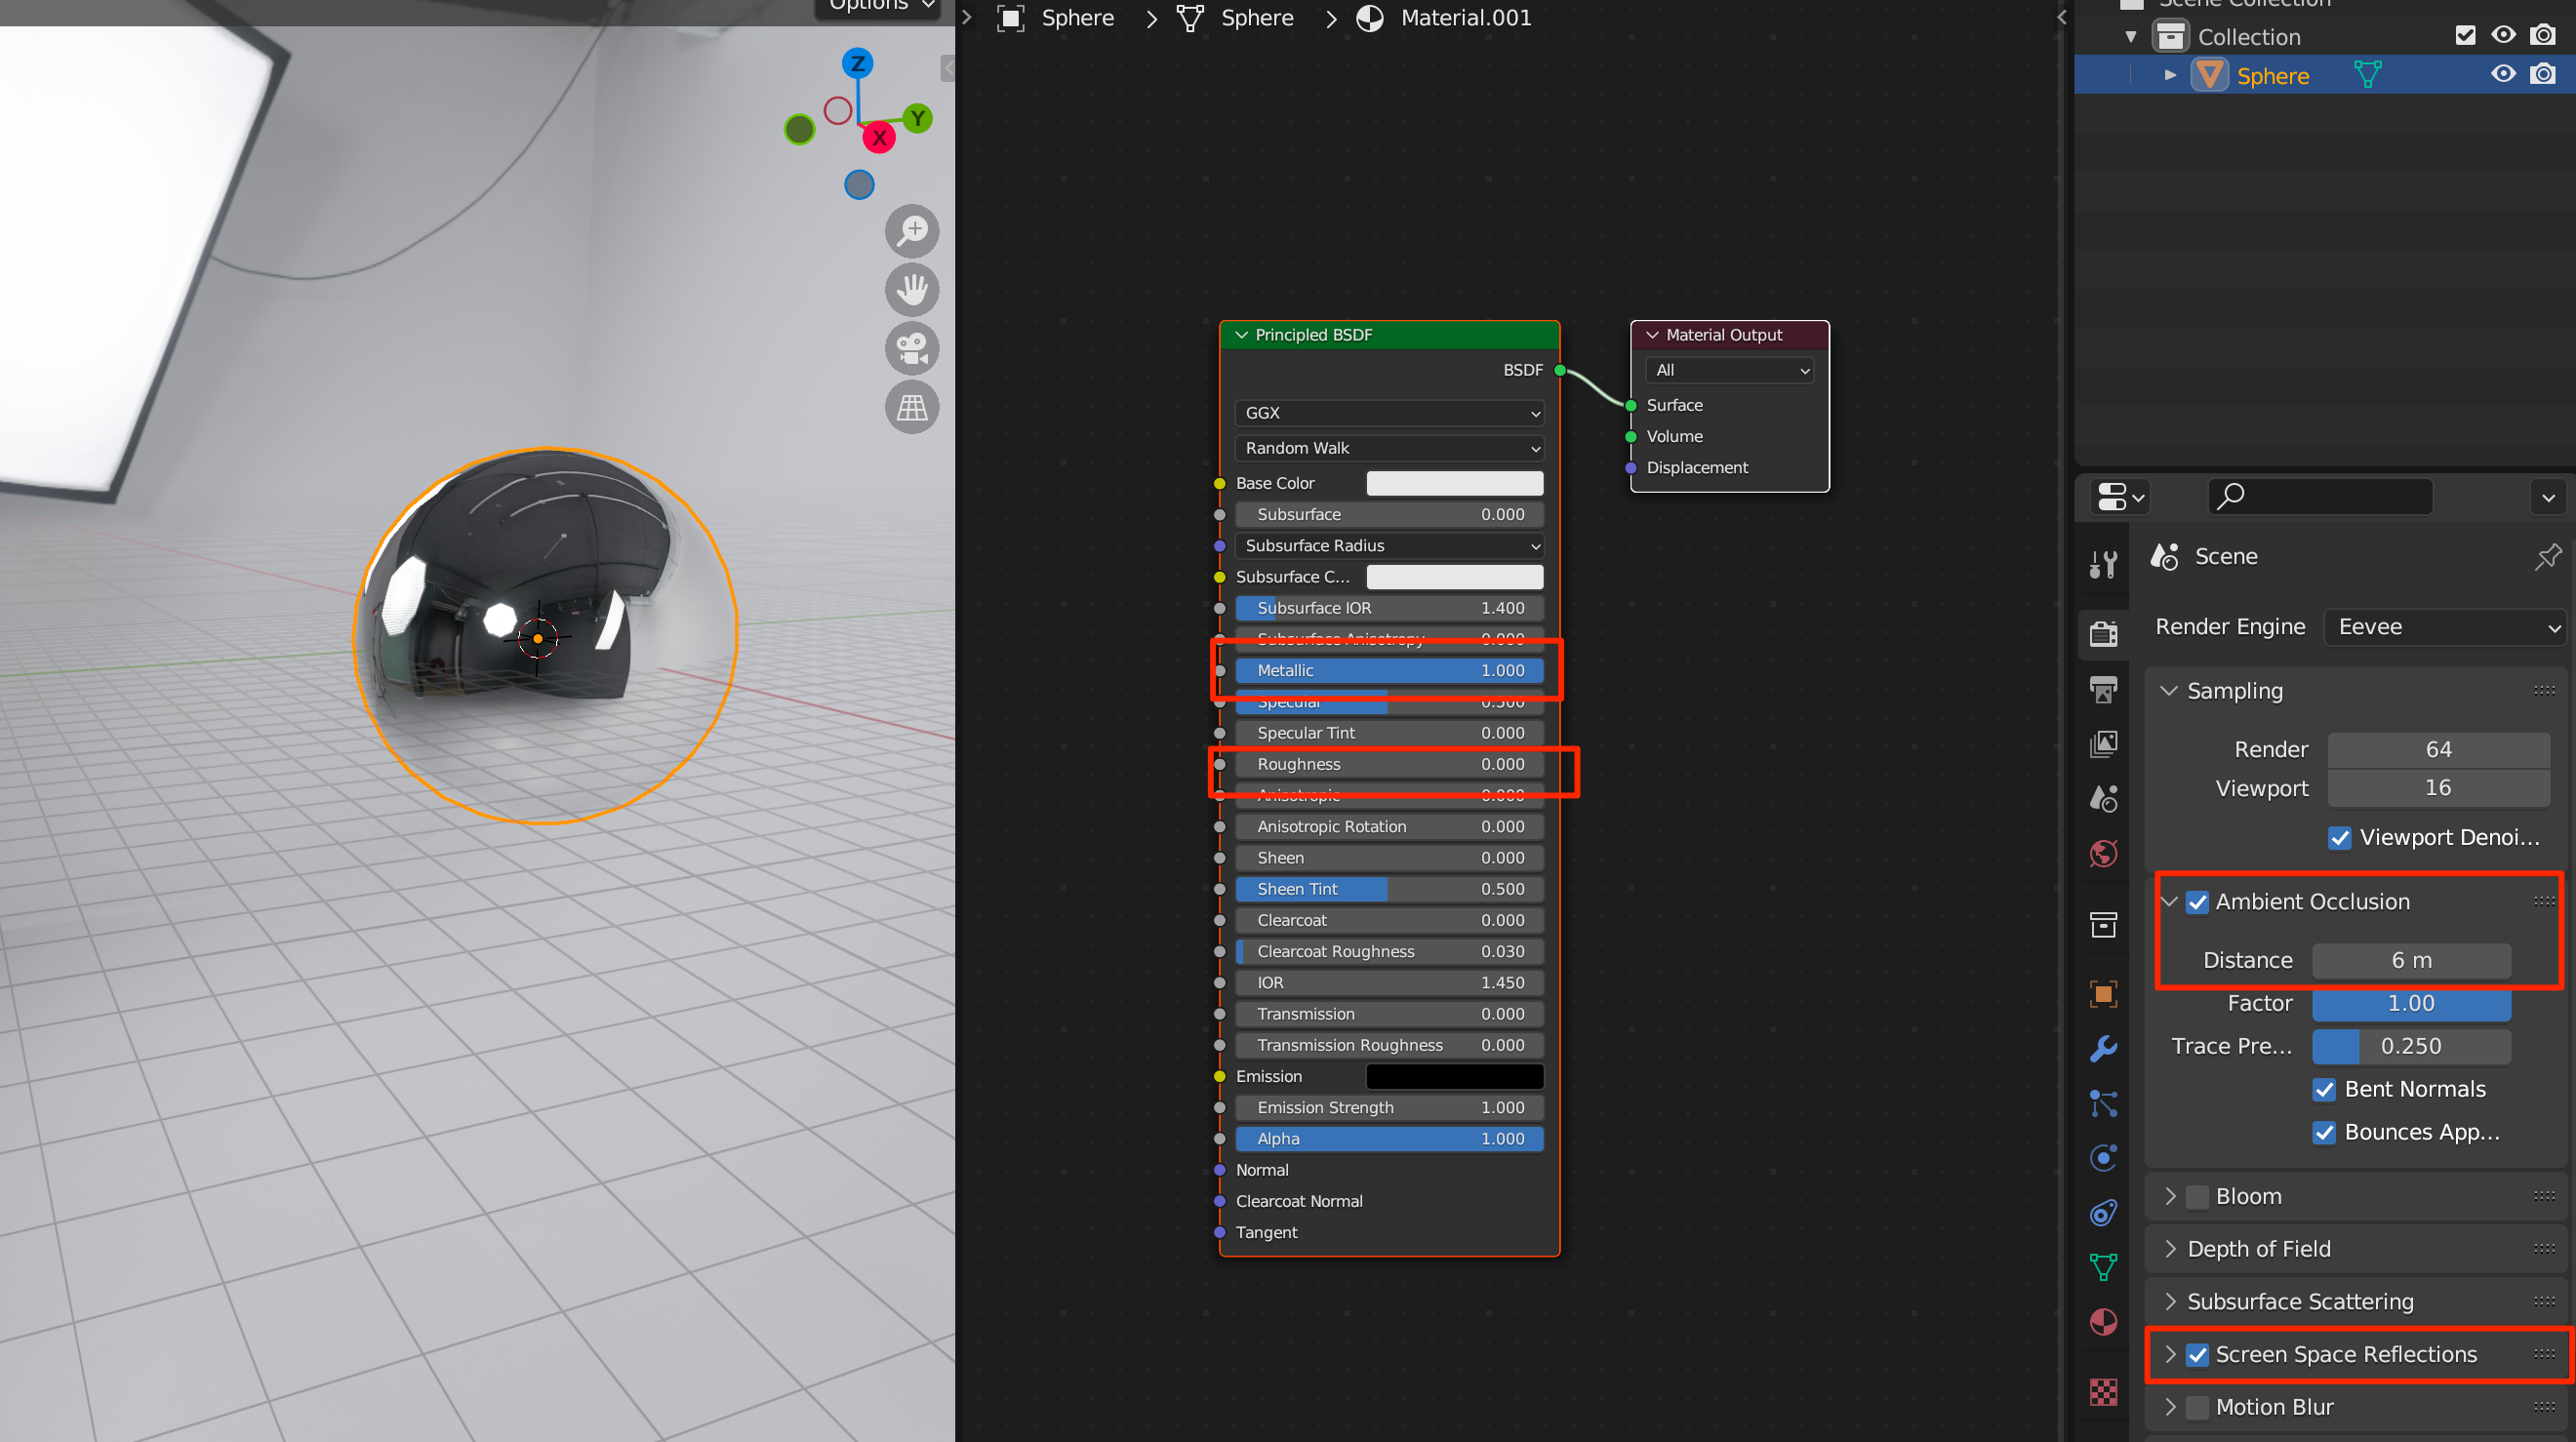 Options
Sphere > Sphere > Material.001
Scene Collection
Collection
Sphere
Z
Y
X
Principled BSDF
BSDF
GGX
Random Walk
Base Color
Subsurface 0.000
Subsurface Radius
Subsurface C...
Subsurface IOR 1.400
Subsurface Anisotropy 0.000
Metallic 1.000
Specular 0.500
Specular Tint 0.000
Roughness 0.000
Anisotropic 0.000
Anisotropic Rotation 0.000
Sheen 0.000
Sheen Tint 0.500
Clearcoat 0.000
Clearcoat Roughness 0.030
IOR 1.450
Transmission 0.000
Transmission Roughness 0.000
Emission
Emission Strength 1.000
Alpha 1.000
Normal
Clearcoat Normal
Tangent
Material Output
All
Surface
Volume
Displacement
Scene
Render Engine Eevee
Sampling
Render 64
Viewport 16
Viewport Denoi...
Ambient Occlusion
Distance 6 m
Factor 1.00
Trace Pre... 0.250
Bent Normals
Bounces App...
Bloom
Depth of Field
Subsurface Scattering
Screen Space Reflections
Motion Blur